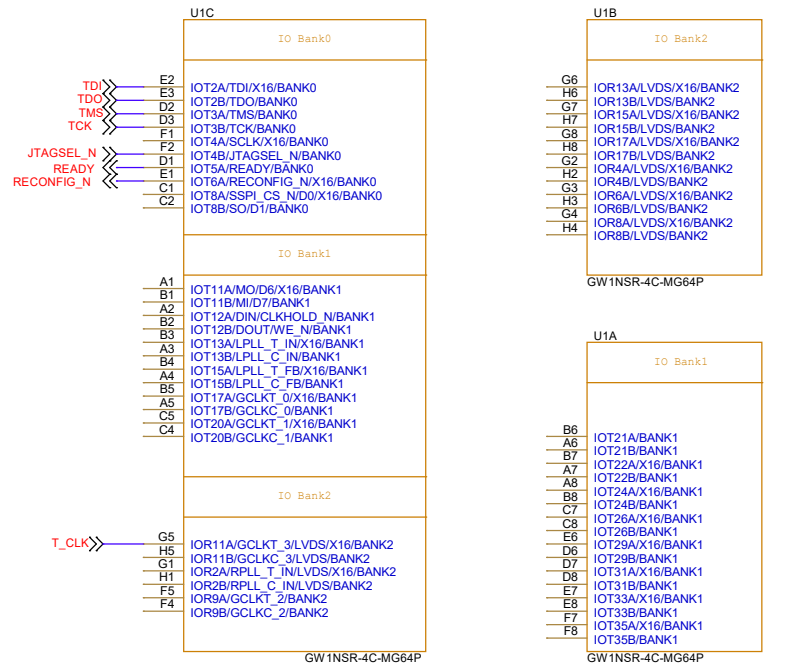 U1C
IO Bank0
TDI E2 IOT2A/TDI/X16/BANK0
TDO E3 IOT2B/TDO/BANK0
TMS D2 IOT3A/TMS/BANK0
TCK D3 IOT3B/TCK/BANK0
F1 IOT4A/SCLK/X16/BANK0
JTAGSEL_N F2 IOT4B/JTAGSEL_N/BANK0
READY D1 IOT5A/READY/BANK0
RECONFIG_N E1 IOT6A/RECONFIG_N/X16/BANK0
C1 IOT8A/SSPI_CS_N/D0/X16/BANK0
C2 IOT8B/SO/D1/BANK0
IO Bank1
A1 IOT11A/MO/D6/X16/BANK1
B1 IOT11B/MI/D7/BANK1
A2 IOT12A/DIN/CLKHOLD_N/BANK1
B2 IOT12B/DOUT/WE_N/BANK1
B3 IOT13A/LPLL_T_IN/X16/BANK1
A3 IOT13B/LPLL_C_IN/BANK1
B4 IOT15A/LPLL_T_FB/X16/BANK1
A4 IOT15B/LPLL_C_FB/BANK1
B5 IOT17A/GCLKT_0/X16/BANK1
A5 IOT17B/GCLKC_0/BANK1
C5 IOT20A/GCLKT_1/X16/BANK1
C4 IOT20B/GCLKC_1/BANK1
IO Bank2
T_CLK G5 IOR11A/GCLKT_3/LVDS/X16/BANK2
H5 IOR11B/GCLKC_3/LVDS/BANK2
G1 IOR2A/RPLL_T_IN/LVDS/X16/BANK2
H1 IOR2B/RPLL_C_IN/LVDS/BANK2
F5 IOR9A/GCLKT_2/BANK2
F4 IOR9B/GCLKC_2/BANK2
GW1NSR-4C-MG64P
U1B
IO Bank2
G6 IOR13A/LVDS/X16/BANK2
H6 IOR13B/LVDS/BANK2
G7 IOR15A/LVDS/X16/BANK2
H7 IOR15B/LVDS/BANK2
G8 IOR17A/LVDS/X16/BANK2
H8 IOR17B/LVDS/BANK2
G2 IOR4A/LVDS/X16/BANK2
H2 IOR4B/LVDS/BANK2
G3 IOR6A/LVDS/X16/BANK2
H3 IOR6B/LVDS/BANK2
G4 IOR8A/LVDS/X16/BANK2
H4 IOR8B/LVDS/BANK2
GW1NSR-4C-MG64P
U1A
IO Bank1
B6 IOT21A/BANK1
A6 IOT21B/BANK1
B7 IOT22A/X16/BANK1
A7 IOT22B/BANK1
A8 IOT24A/X16/BANK1
B8 IOT24B/BANK1
C7 IOT26A/X16/BANK1
C8 IOT26B/BANK1
E6 IOT29A/X16/BANK1
D6 IOT29B/BANK1
D7 IOT31A/X16/BANK1
D8 IOT31B/BANK1
E7 IOT33A/X16/BANK1
E8 IOT33B/BANK1
F7 IOT35A/X16/BANK1
F8 IOT35B/BANK1
GW1NSR-4C-MG64P